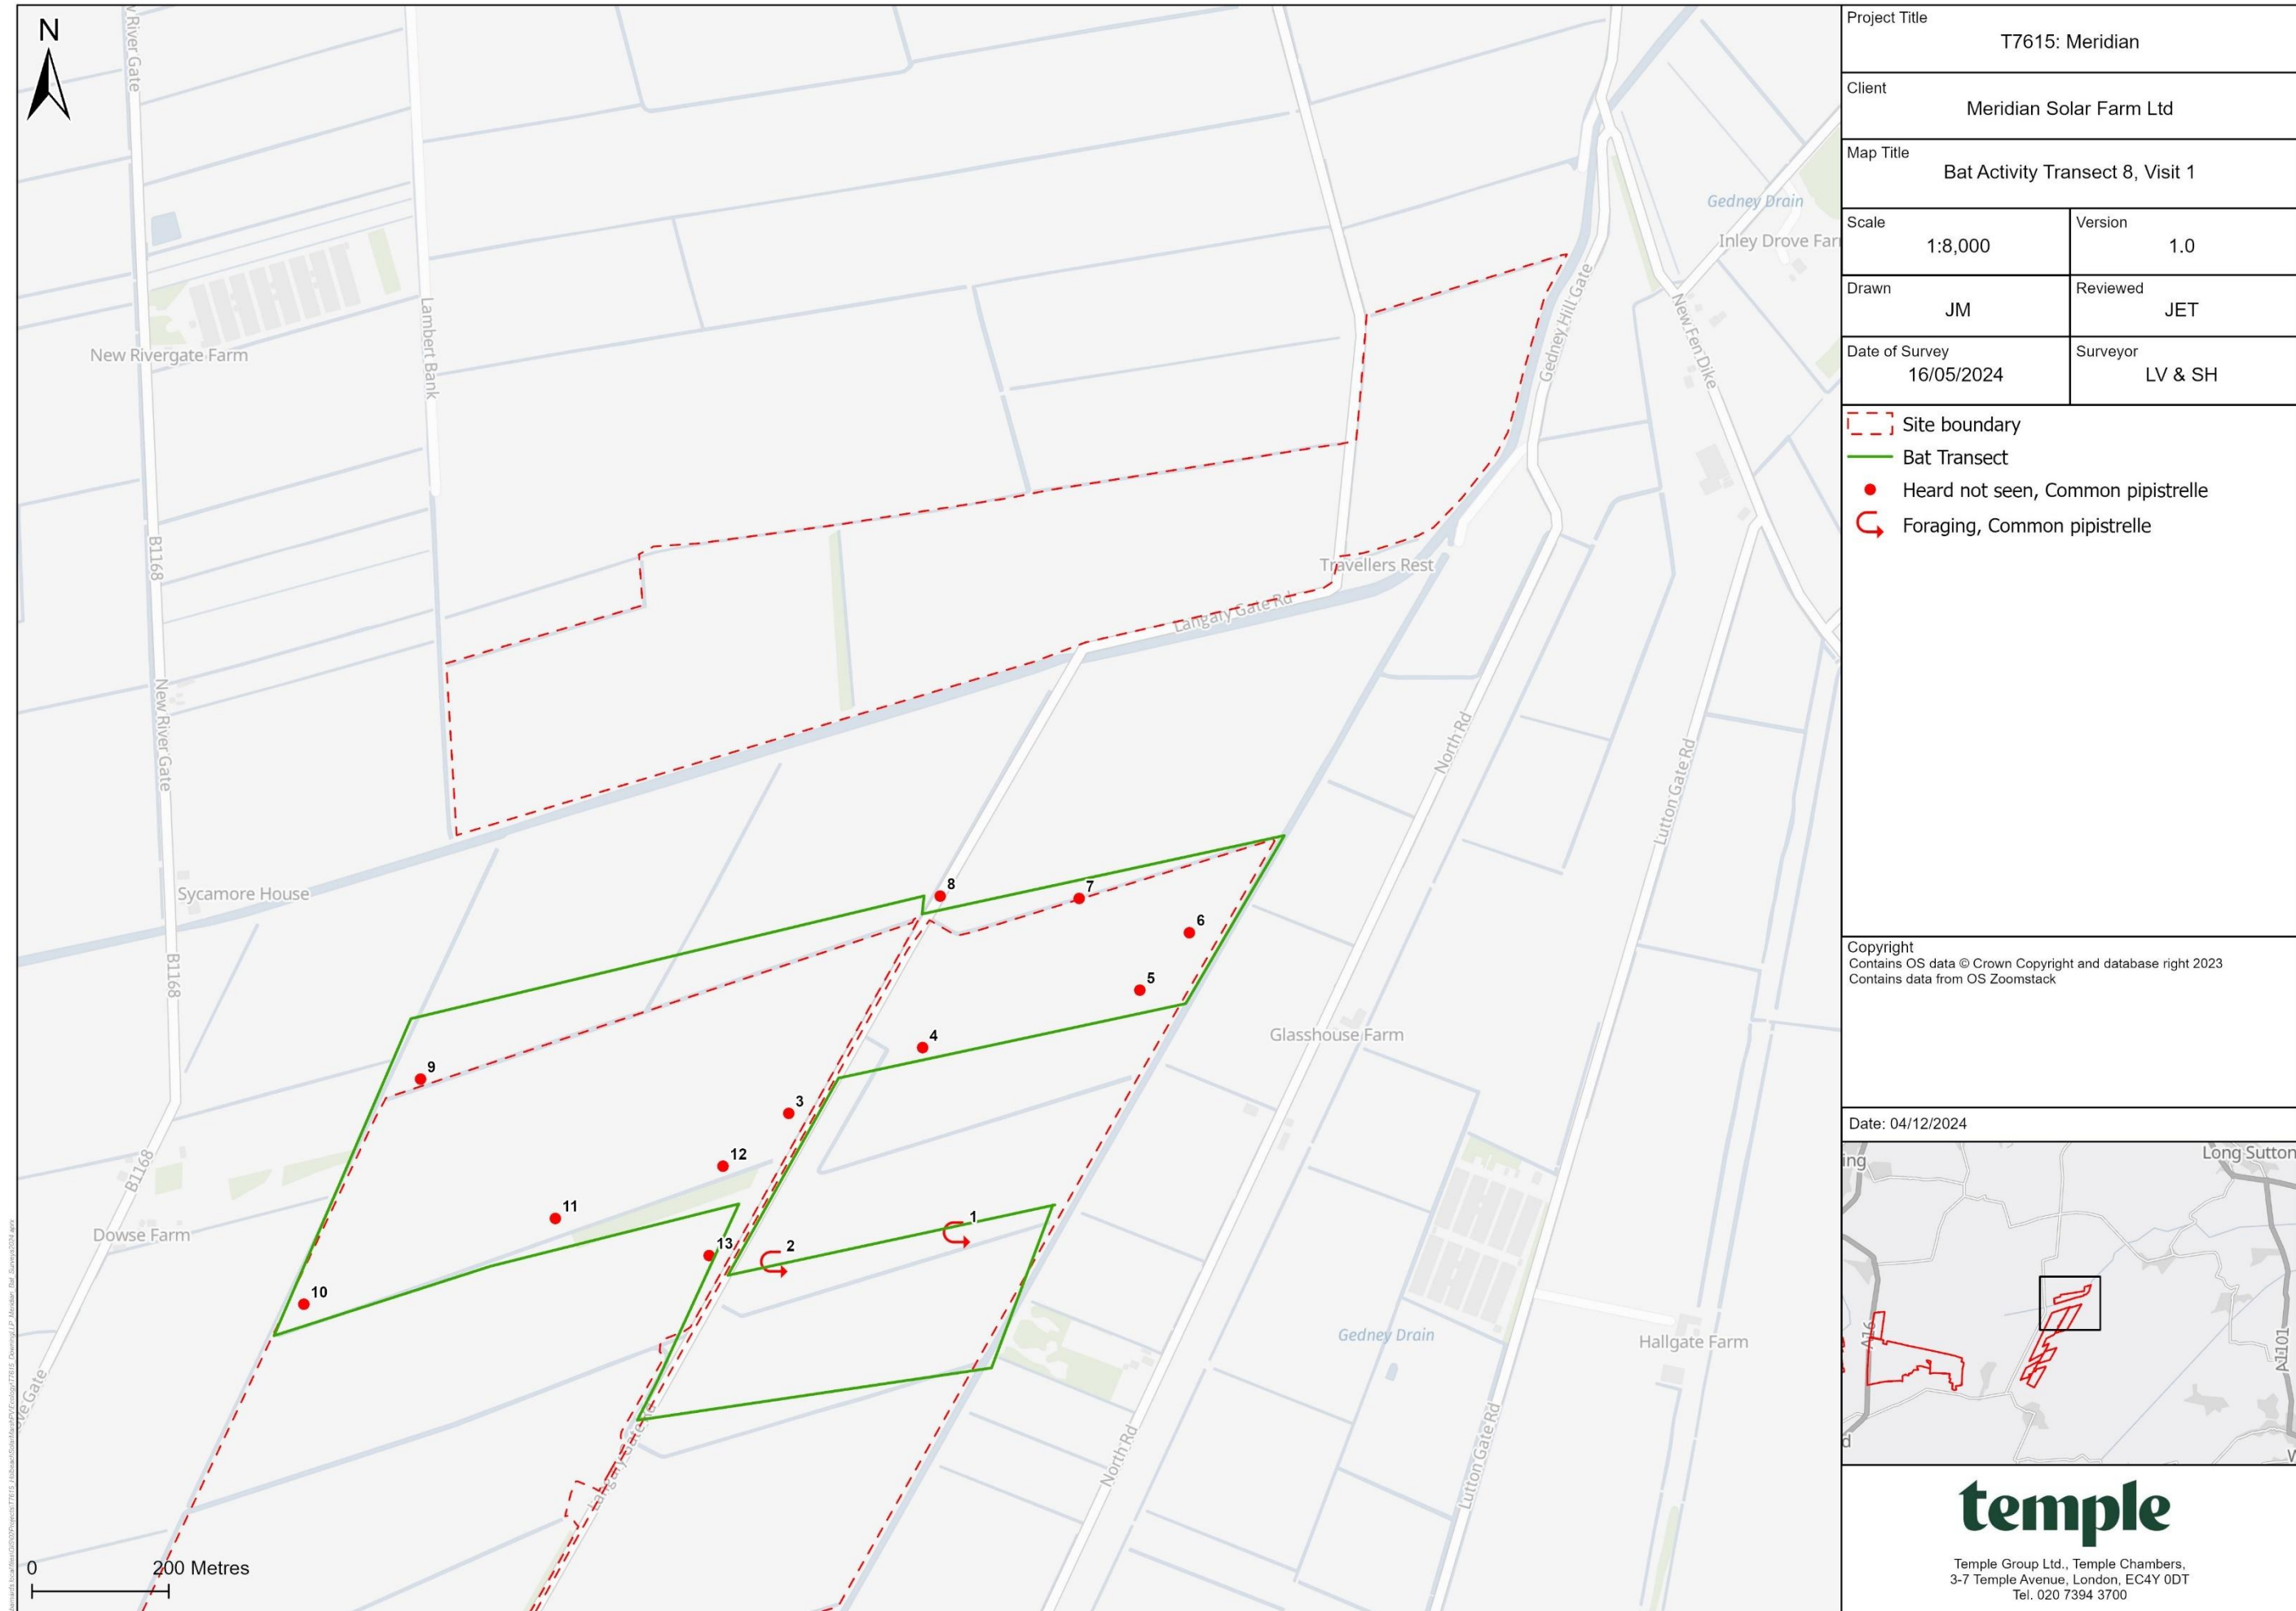 N
New River Gate
Lambert Bank
New Rivergate Farm
B1168
New River Gate
Sycamore House
B1168
B1168
Dowse Farm
Gedney Drain
Inley Drove
Gedney Hill Gate
New Fen Dike
Travellers Rest
Langary Gate Rd
North Rd
Lutton Gate Rd
Glasshouse Farm
8
7
6
5
4
9
3
12
11
1
13
2
10
Gedney Drain
Hallgate Farm
Langary Gate Rd
North Rd
Lutton Gate Rd
0 200 Metres
Project Title
T7615: Meridian
Client
Meridian Solar Farm Ltd
Map Title
Bat Activity Transect 8, Visit 1
Scale
1:8,000
Version
1.0
Drawn
JM
Reviewed
JET
Date of Survey
16/05/2024
Surveyor
LV & SH
Site boundary
Bat Transect
Heard not seen, Common pipistrelle
Foraging, Common pipistrelle
Copyright
Contains OS data © Crown Copyright and database right 2023
Contains data from OS Zoomstack
Date: 04/12/2024
ing
Long Sutton
A16
A1101
d
temple
Temple Group Ltd., Temple Chambers,
3-7 Temple Avenue, London, EC4Y 0DT
Tel. 020 7394 3700